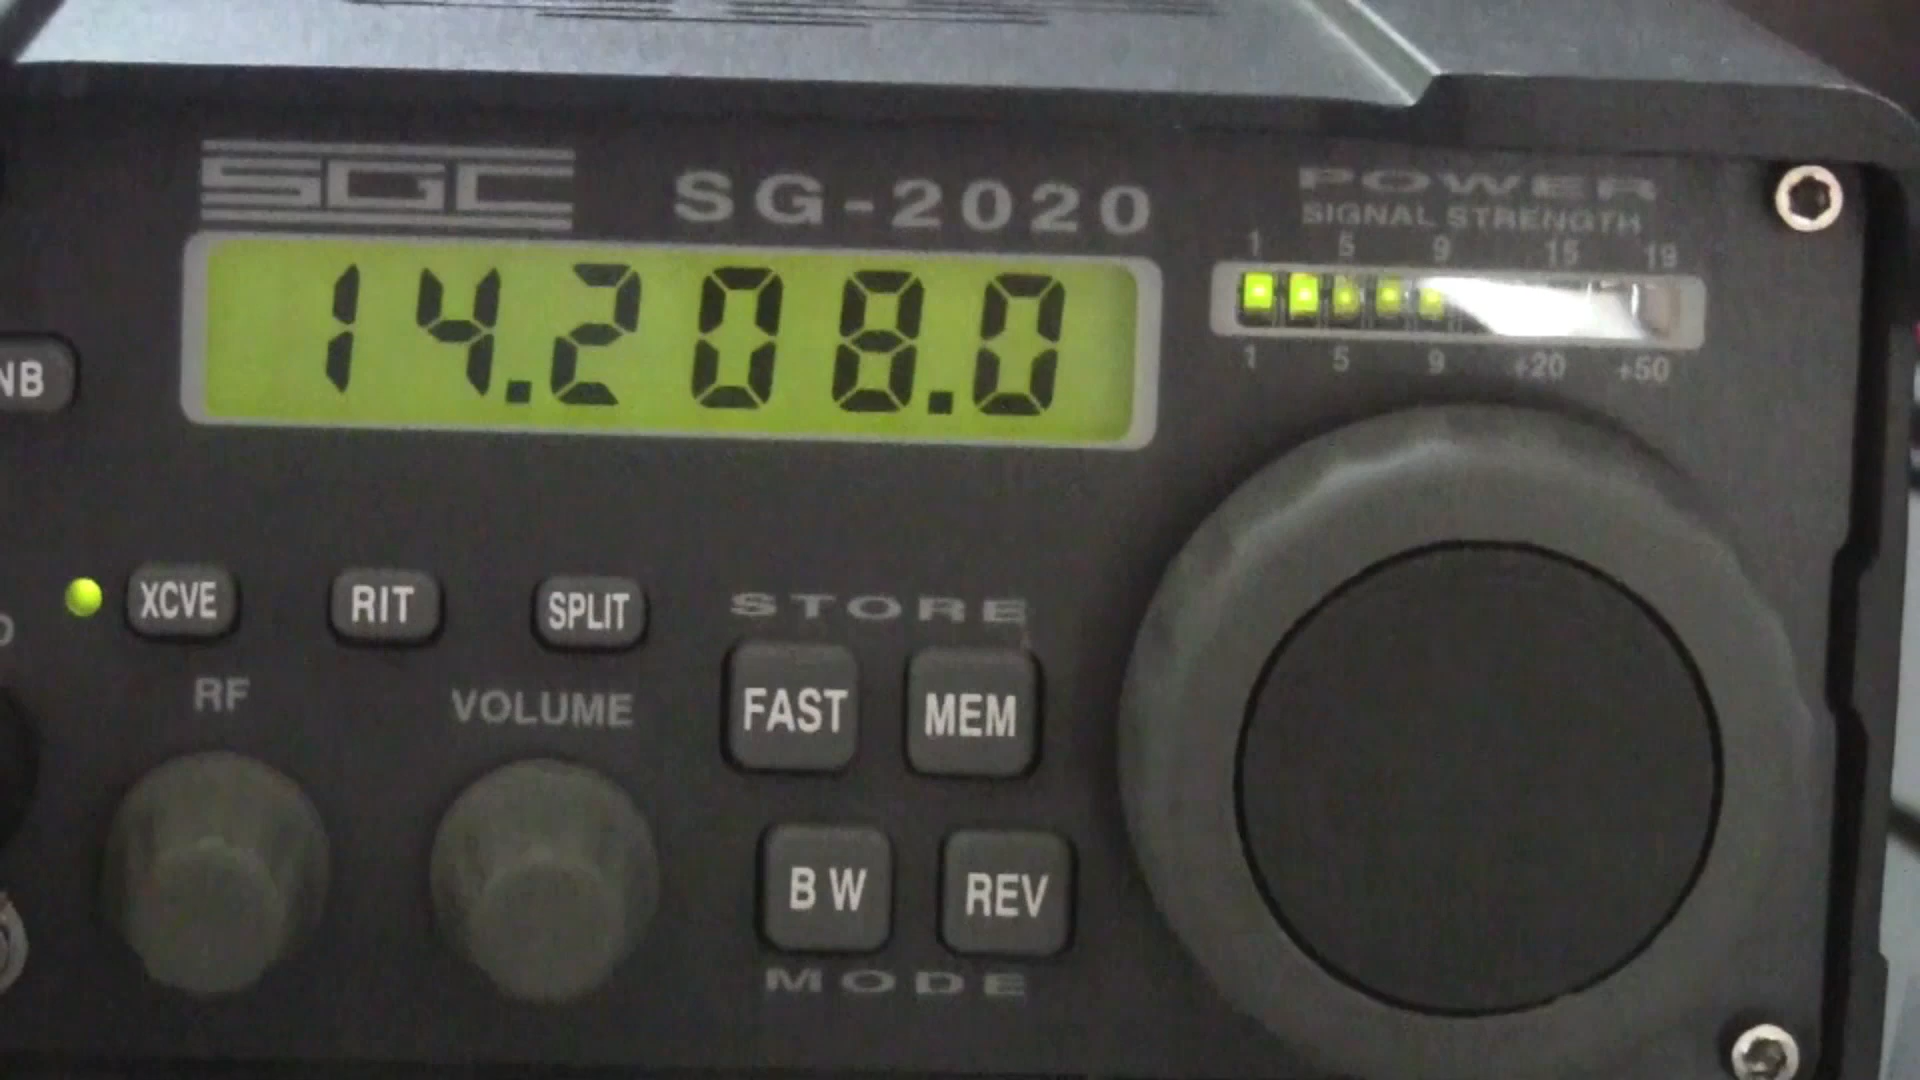 SGC SG-2020 POWER
SIGNAL STRENGTH
1 5 9 15 19
14.208.0
1 5 9 +20 +50
NB
XCVE RIT SPLIT STORE
RF VOLUME FAST MEM
BW REV
MODE